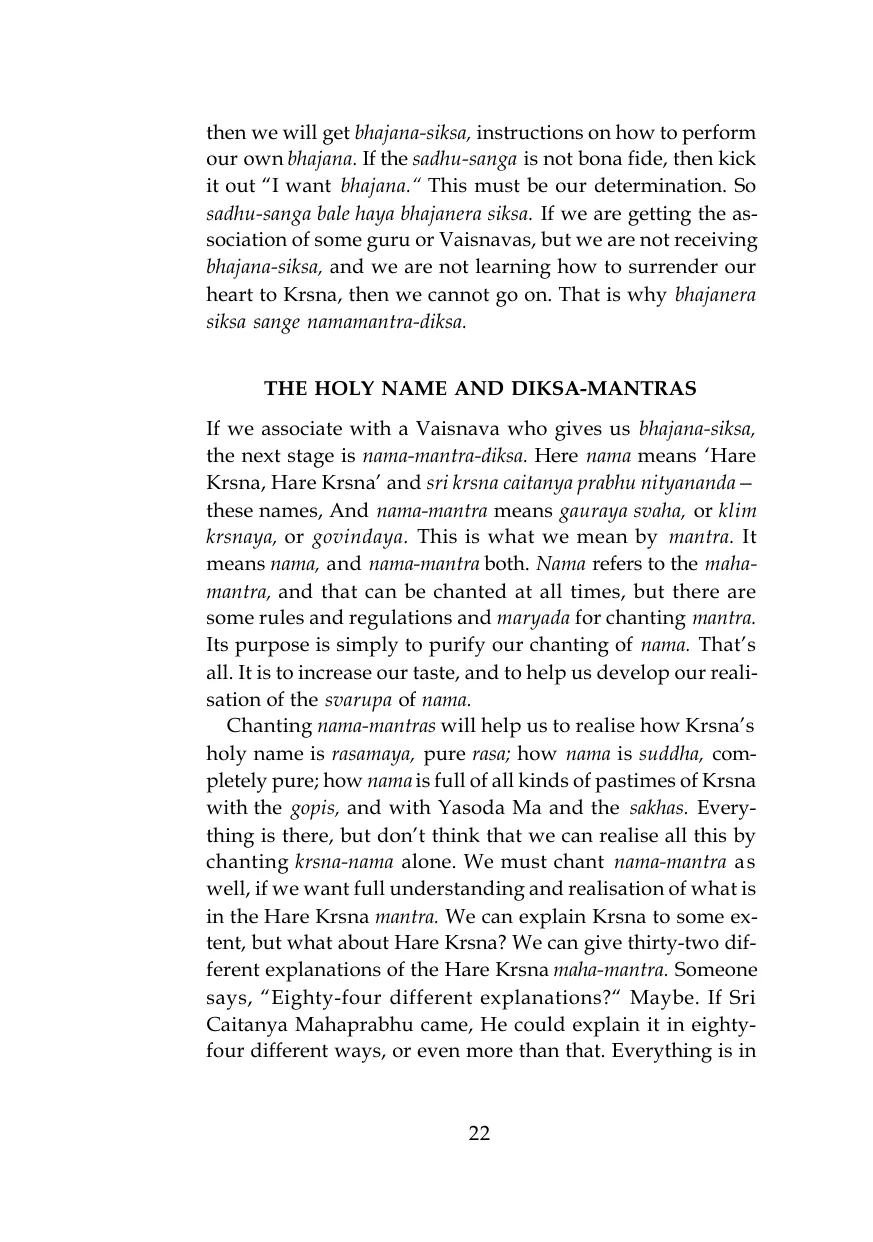 then we will get bhajana-siksa, instructions on how to perform
our own bhajana. If the sadhu-sanga is not bona fide, then kick
it out “I want bhajana.“ This must be our determination. So
sadhu-sanga bale haya bhajanera siksa. If we are getting the as-
sociation of some guru or Vaisnavas, but we are not receiving
bhajana-siksa, and we are not learning how to surrender our
heart to Krsna, then we cannot go on. That is why bhajanera
siksa sange namamantra-diksa.
THE HOLY NAME AND DIKSA-MANTRAS
If we associate with a Vaisnava who gives us bhajana-siksa,
the next stage is nama-mantra-diksa. Here nama means ‘Hare
Krsna, Hare Krsna’ and sri krsna caitanya prabhu nityananda—
these names, And nama-mantra means gauraya svaha, or klim
krsnaya, or govindaya. This is what we mean by mantra. It
means nama, and nama-mantra both. Nama refers to the maha-
mantra, and that can be chanted at all times, but there are
some rules and regulations and maryada for chanting mantra.
Its purpose is simply to purify our chanting of nama. That’s
all. It is to increase our taste, and to help us develop our reali-
sation of the svarupa of nama.
Chanting nama-mantras will help us to realise how Krsna’s
holy name is rasamaya, pure rasa; how nama is suddha, com-
pletely pure; how nama is full of all kinds of pastimes of Krsna
with the gopis, and with Yasoda Ma and the sakhas. Every-
thing is there, but don’t think that we can realise all this by
chanting krsna-nama alone. We must chant nama-mantra as
well, if we want full understanding and realisation of what is
in the Hare Krsna mantra. We can explain Krsna to some ex-
tent, but what about Hare Krsna? We can give thirty-two dif-
ferent explanations of the Hare Krsna maha-mantra. Someone
says, “Eighty-four different explanations?“ Maybe. If Sri
Caitanya Mahaprabhu came, He could explain it in eighty-
four different ways, or even more than that. Everything is in
22